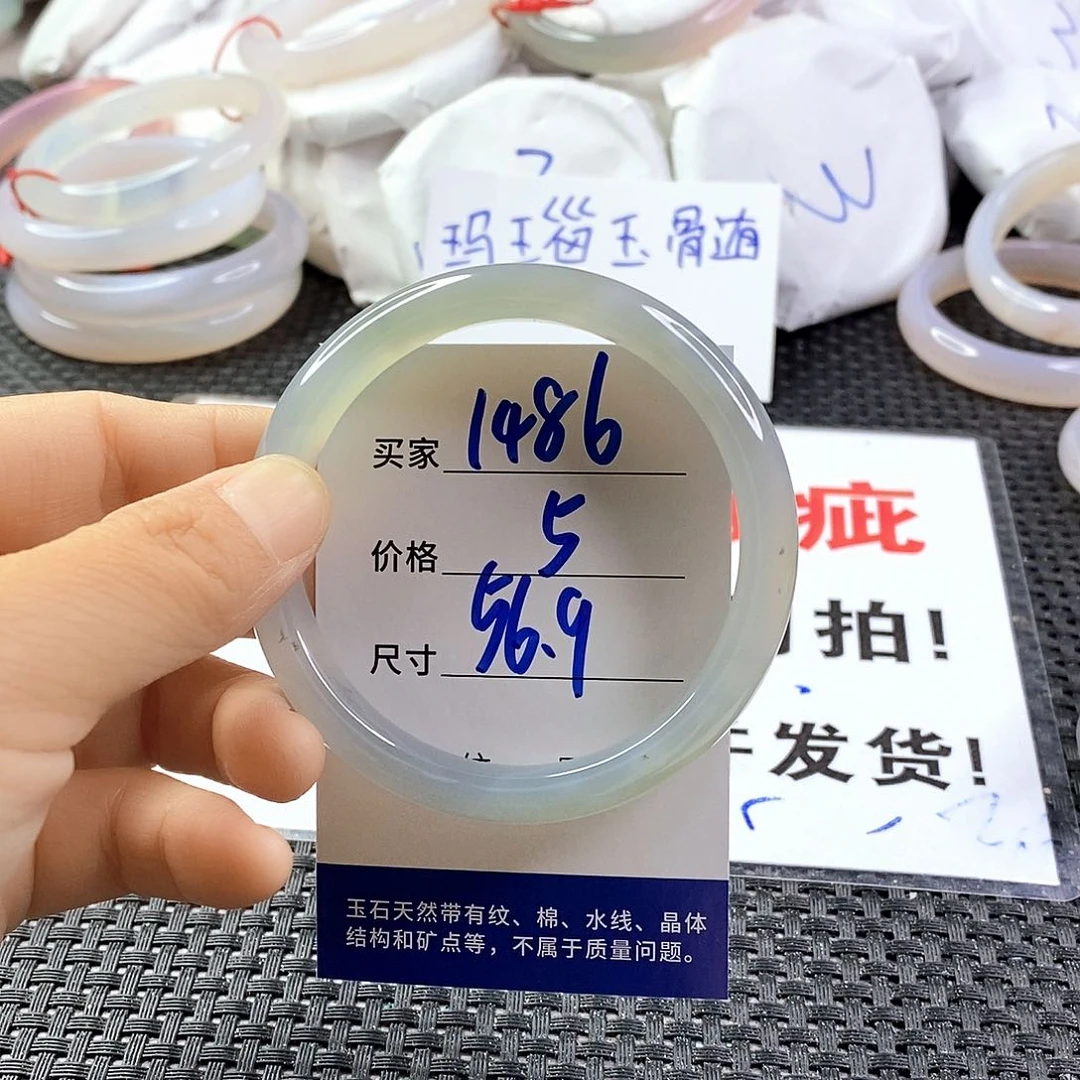 玛瑙玉骨髓
买家 1486
价格 5
尺寸 56.9
疵
拍!
发货!
玉石天然带有纹、棉、水线、晶体
结构和矿点等，不属于质量问题。